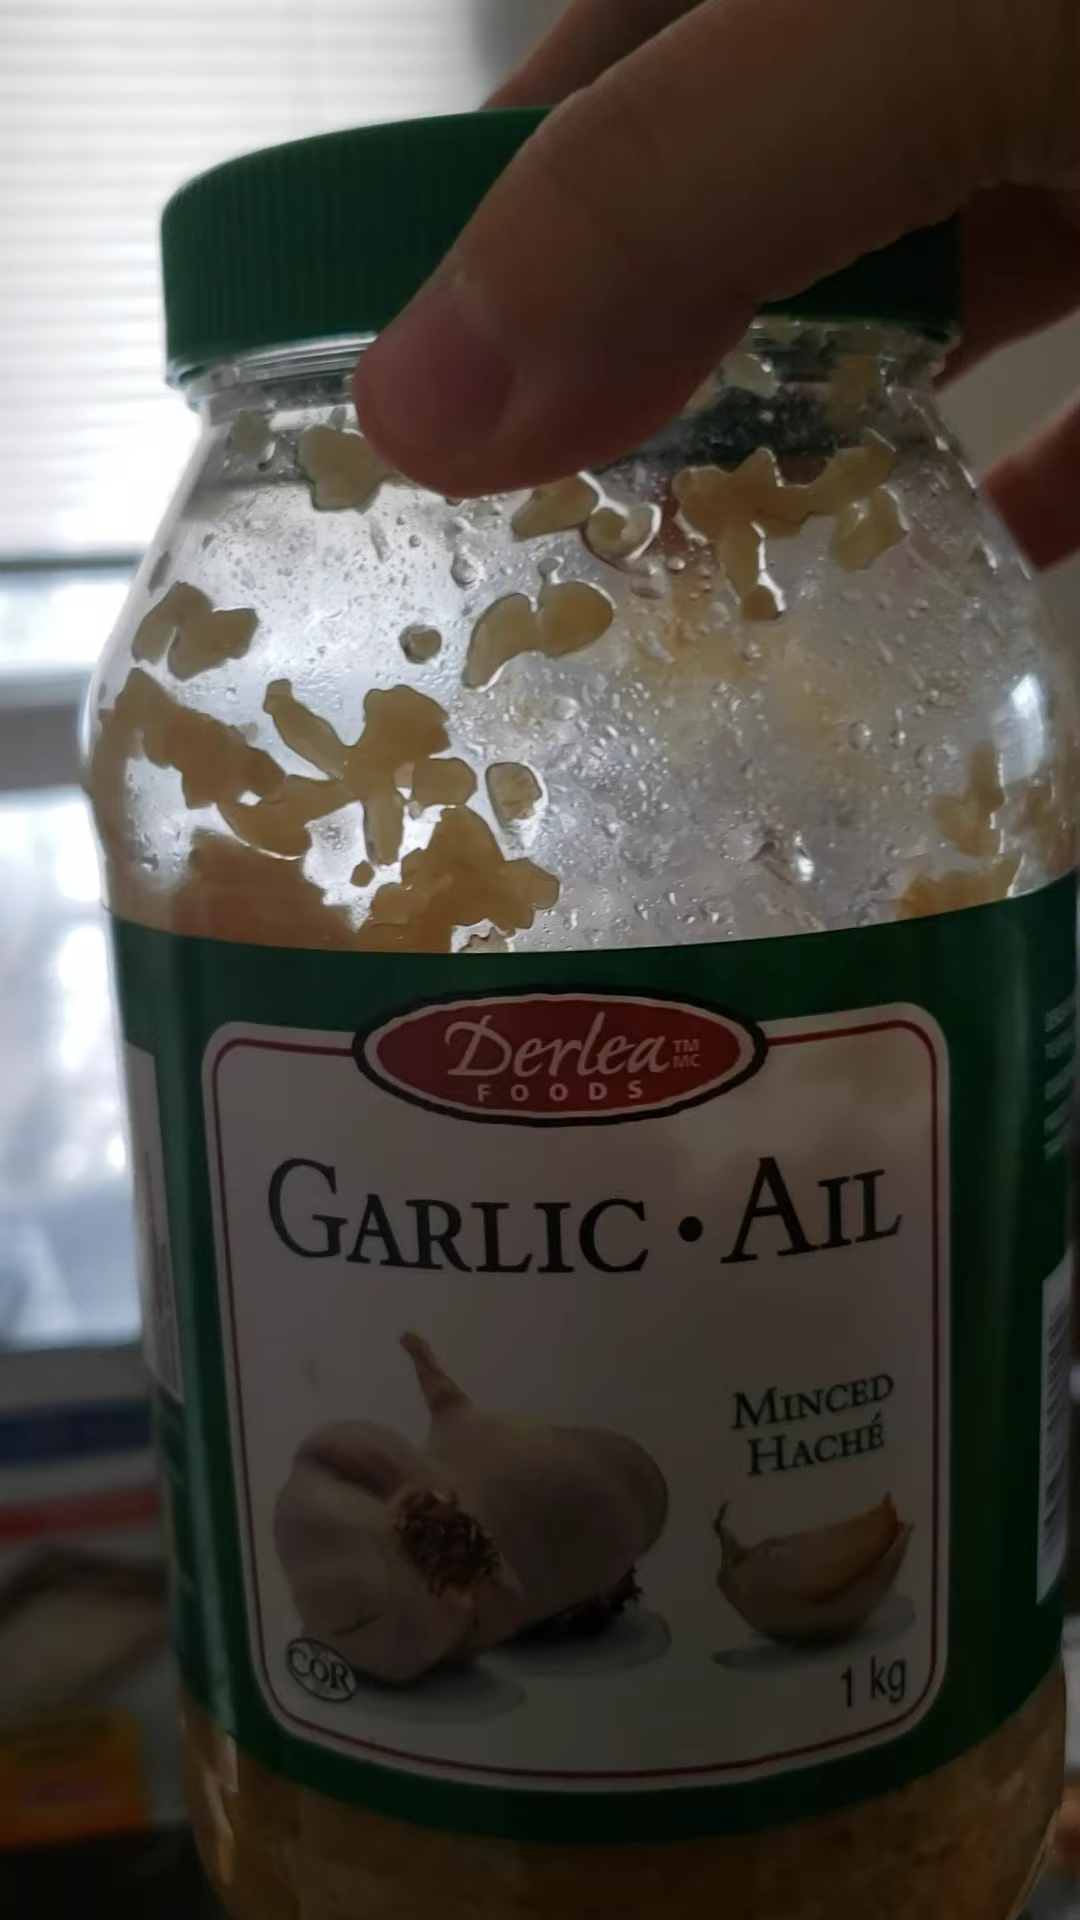 Derlea TM MC
FOODS
GARLIC • AIL
MINCED
HACHÉ
COR
1 kg